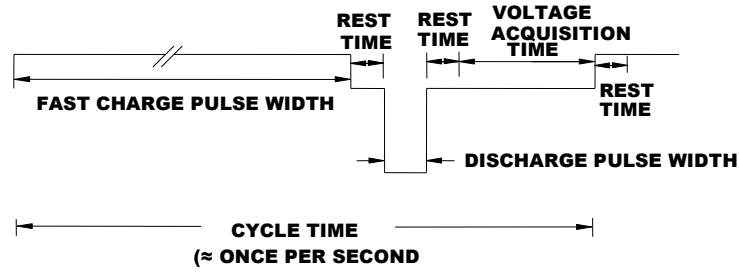 REST
TIME
REST
TIME
VOLTAGE
ACQUISITION
TIME
FAST CHARGE PULSE WIDTH
REST
TIME
DISCHARGE PULSE WIDTH
CYCLE TIME
(≈ ONCE PER SECOND